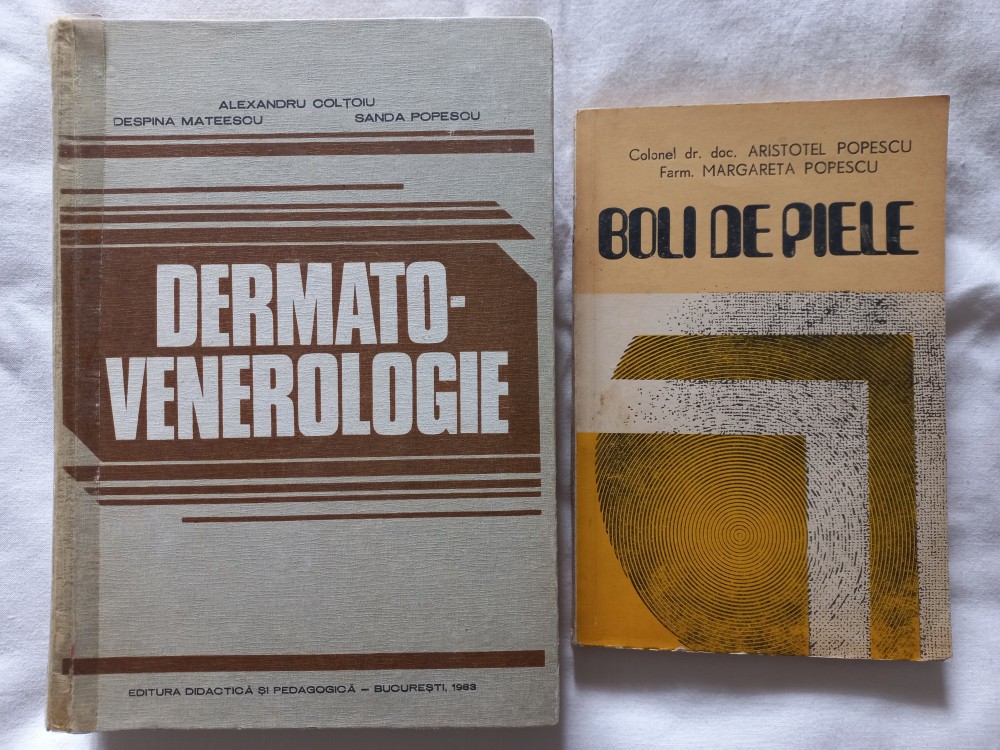 ALEXANDRU COLȚOIU
DESPINA MATEESCU SANDA POPESCU
DERMATO-
VENEROLOGIE
EDITURA DIDACTICĂ ȘI PEDAGOGICĂ – BUCUREȘTI, 1983
Colonel dr. doc. ARISTOTEL POPESCU
Farm. MARGARETA POPESCU
BOLI DE PIELE